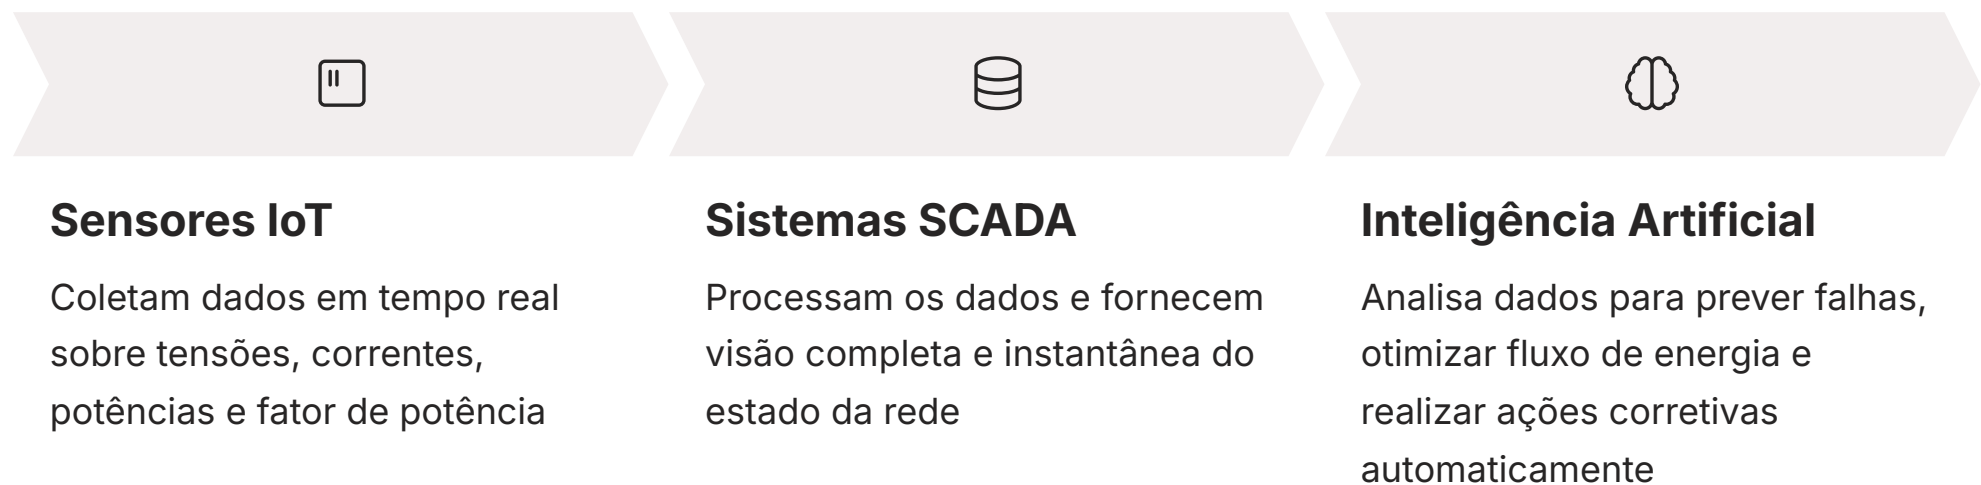 Sensores IoT
Coletam dados em tempo real
sobre tensões, correntes,
potências e fator de potência
Sistemas SCADA
Processam os dados e fornecem
visão completa e instantânea do
estado da rede
Inteligência Artificial
Analisa dados para prever falhas,
otimizar fluxo de energia e
realizar ações corretivas
automaticamente